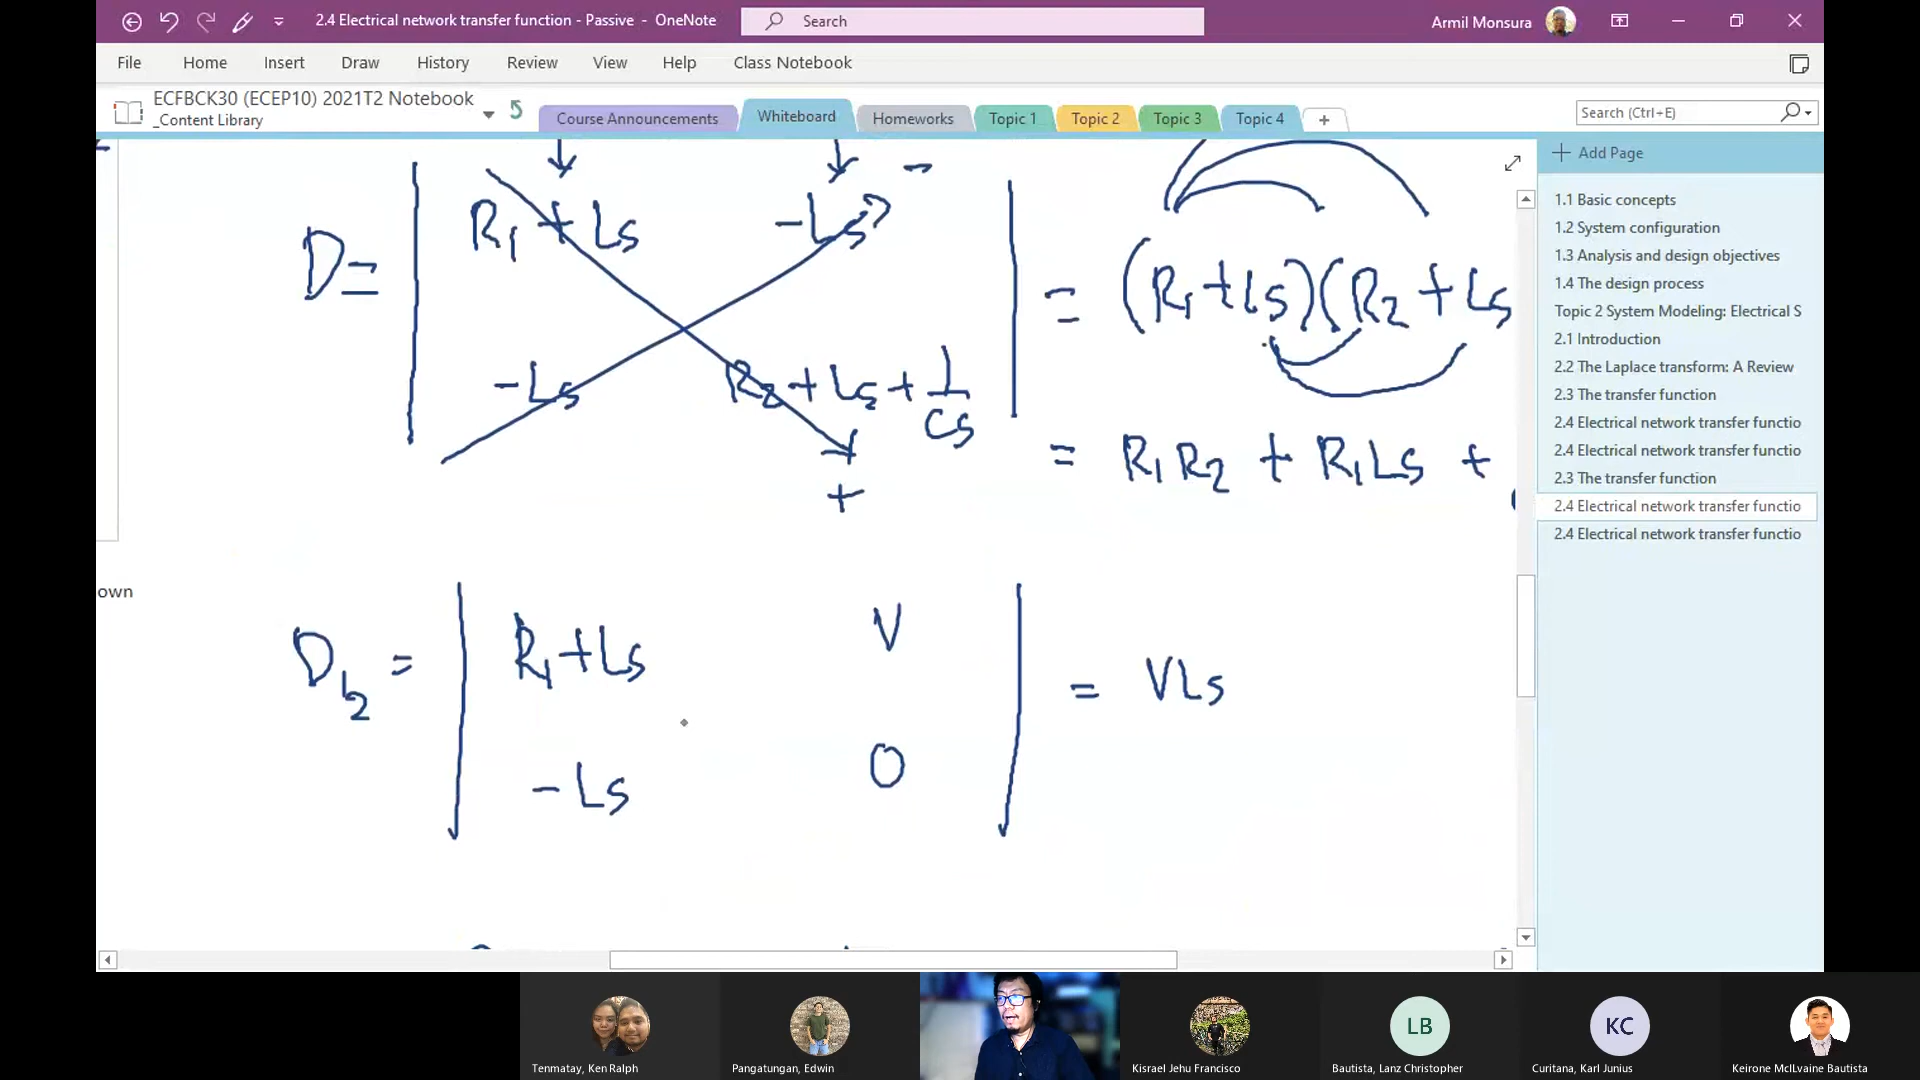 2.4 Electrical network transfer function - Passive - OneNote
Search
Armil Monsura
File Home Insert Draw History Review View Help Class Notebook
ECFBCK30 (ECEP10) 2021T2 Notebook
_Content Library
Course Announcements Whiteboard Homeworks Topic 1 Topic 2 Topic 3 Topic 4 +
Search (Ctrl+E)
Add Page
1.1 Basic concepts
1.2 System configuration
1.3 Analysis and design objectives
1.4 The design process
Topic 2 System Modeling: Electrical S
2.1 Introduction
2.2 The Laplace transform: A Review
2.3 The transfer function
2.4 Electrical network transfer functio
2.4 Electrical network transfer functio
2.3 The transfer function
2.4 Electrical network transfer functio
2.4 Electrical network transfer functio
-
D = | R1 + Ls -Ls | = (R1 + Ls)(R2 + Ls
-Ls R2 + Ls + 1/Cs
+
= R1R2 + R1Ls +
own
DI2 = | R1 + Ls V | = VLs
- Ls 0
Tenmatay, Ken Ralph
Pangatungan, Edwin
Kisrael Jehu Francisco
LB
Bautista, Lanz Christopher
KC
Curitana, Karl Junius
Keirone McIlvaine Bautista